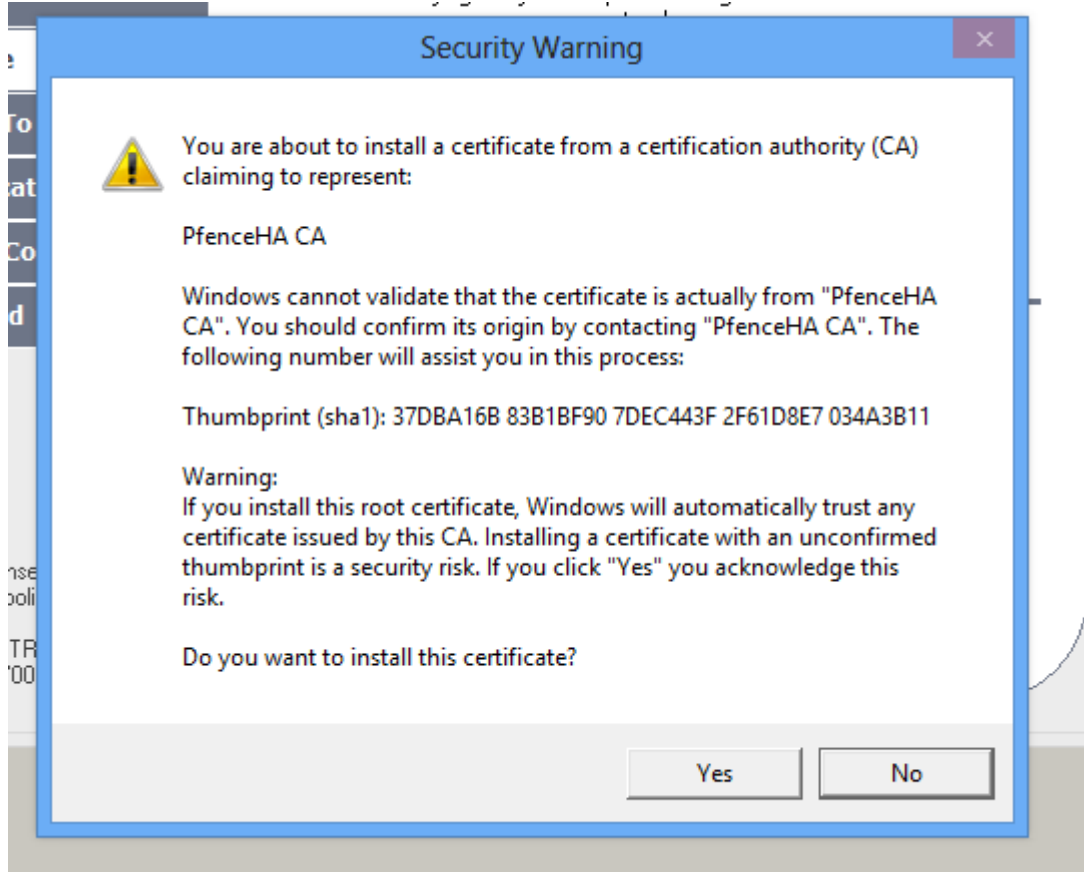 Security Warning
To
You are about to install a certificate from a certification authority (CA)
claiming to represent:
PfenceHA CA
Windows cannot validate that the certificate is actually from "PfenceHA
CA". You should confirm its origin by contacting "PfenceHA CA". The
following number will assist you in this process:
Thumbprint (sha1): 37DBA16B 83B1BF90 7DEC443F 2F61D8E7 034A3B11
Warning:
If you install this root certificate, Windows will automatically trust any
certificate issued by this CA. Installing a certificate with an unconfirmed
thumbprint is a security risk. If you click "Yes" you acknowledge this
risk.
Do you want to install this certificate?
Yes
No